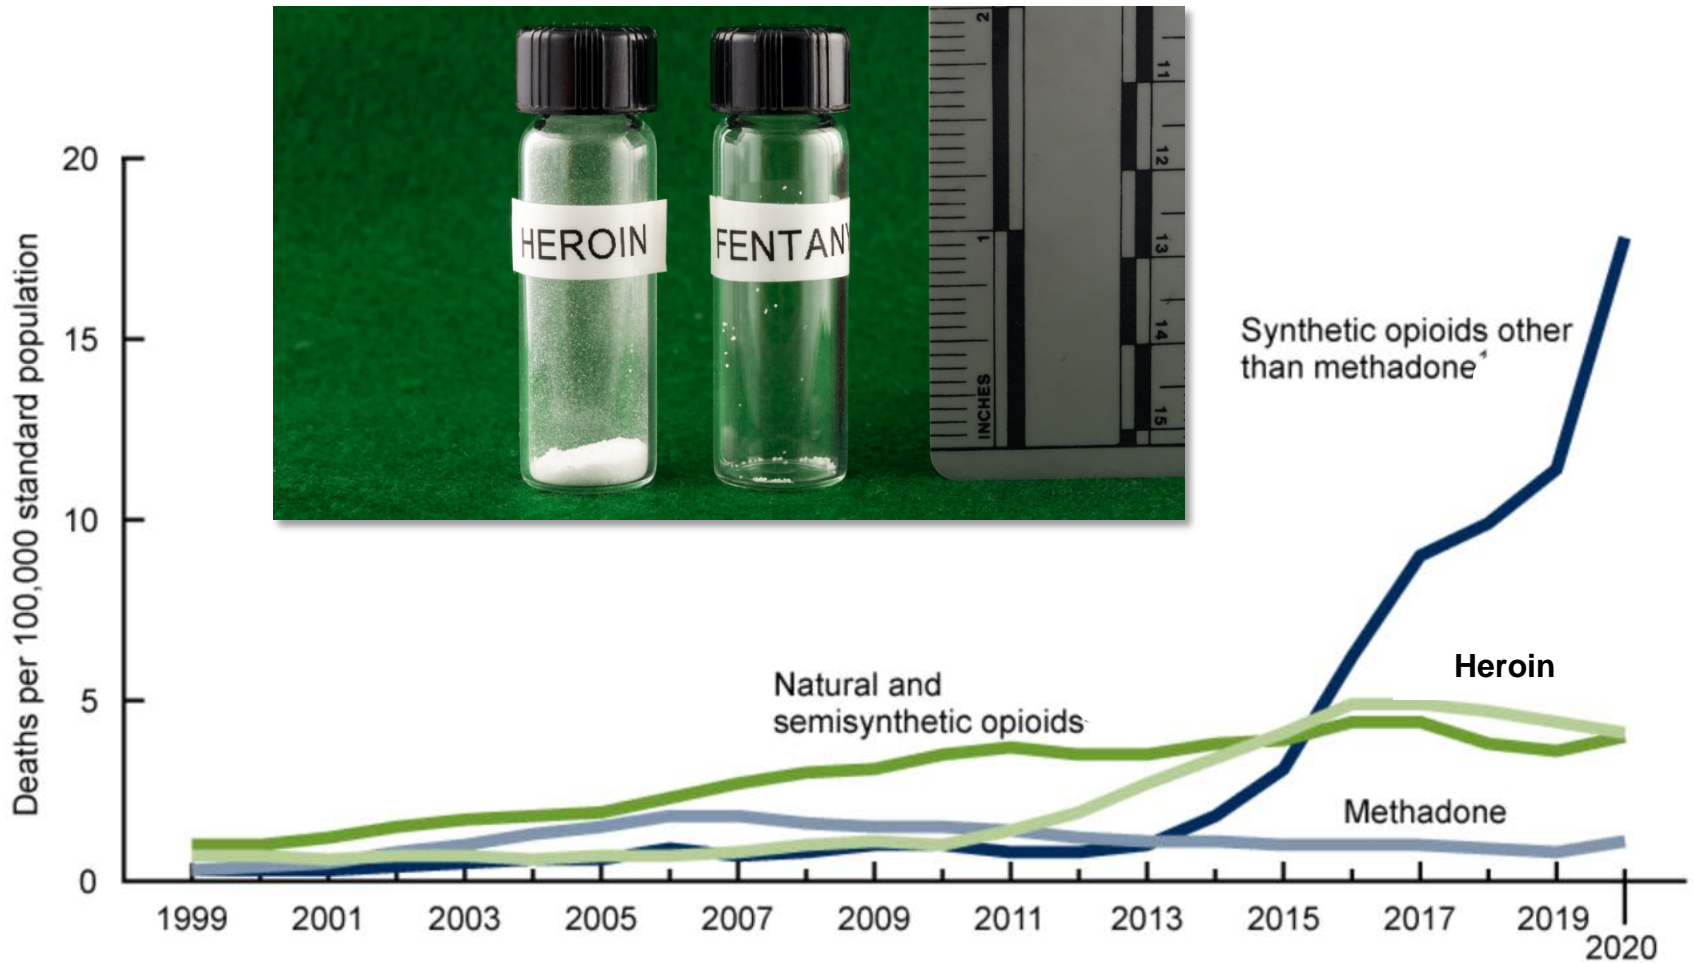 HEROIN
FENTANY
2
1
INCHES
11
12
13
14
15
20
15
10
5
0
Deaths per 100,000 standard population
Synthetic opioids other
than methadone
Heroin
Natural and
semisynthetic opioids
Methadone
1999 2001 2003 2005 2007 2009 2011 2013 2015 2017 2019
2020